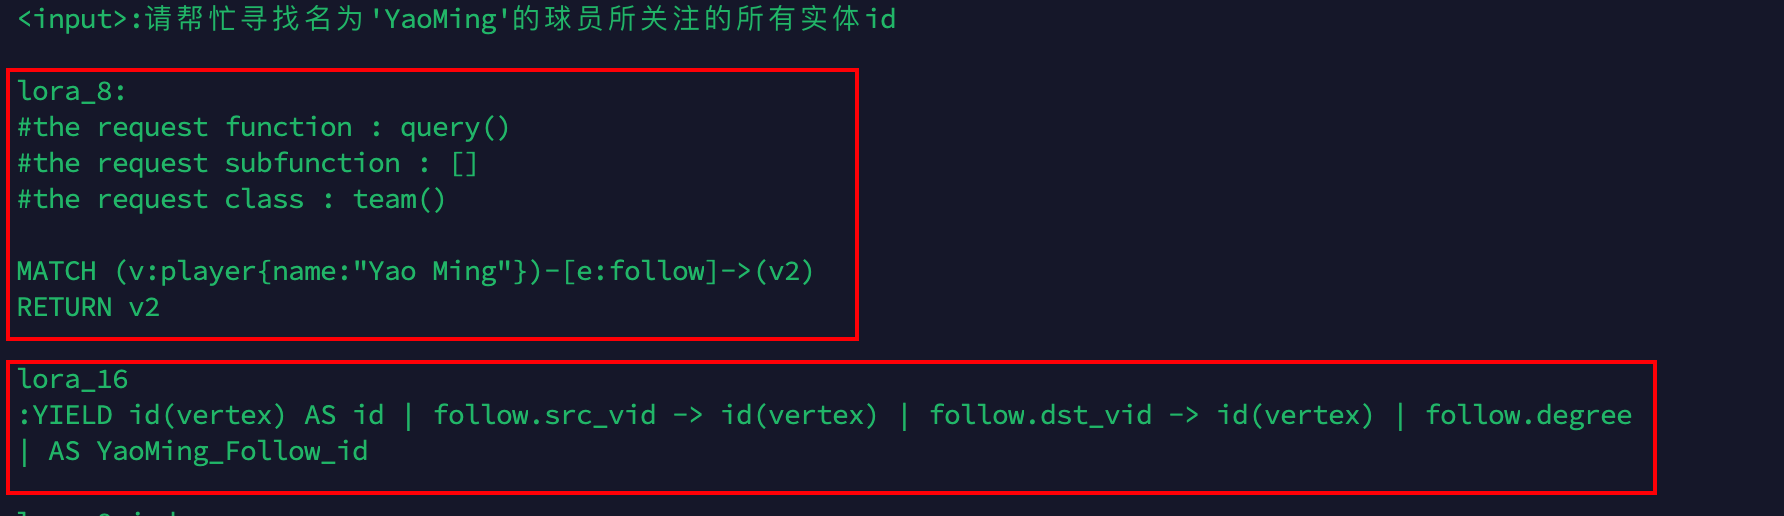 <input>:请帮忙寻找名为'YaoMing'的球员所关注的所有实体id
lora_8:
#the request function : query()
#the request subfunction : []
#the request class : team()
MATCH (v:player{name:"Yao Ming"})-[e:follow]->(v2)
RETURN v2
lora_16
:YIELD id(vertex) AS id | follow.src_vid -> id(vertex) | follow.dst_vid -> id(vertex) | follow.degree
| AS YaoMing_Follow_id